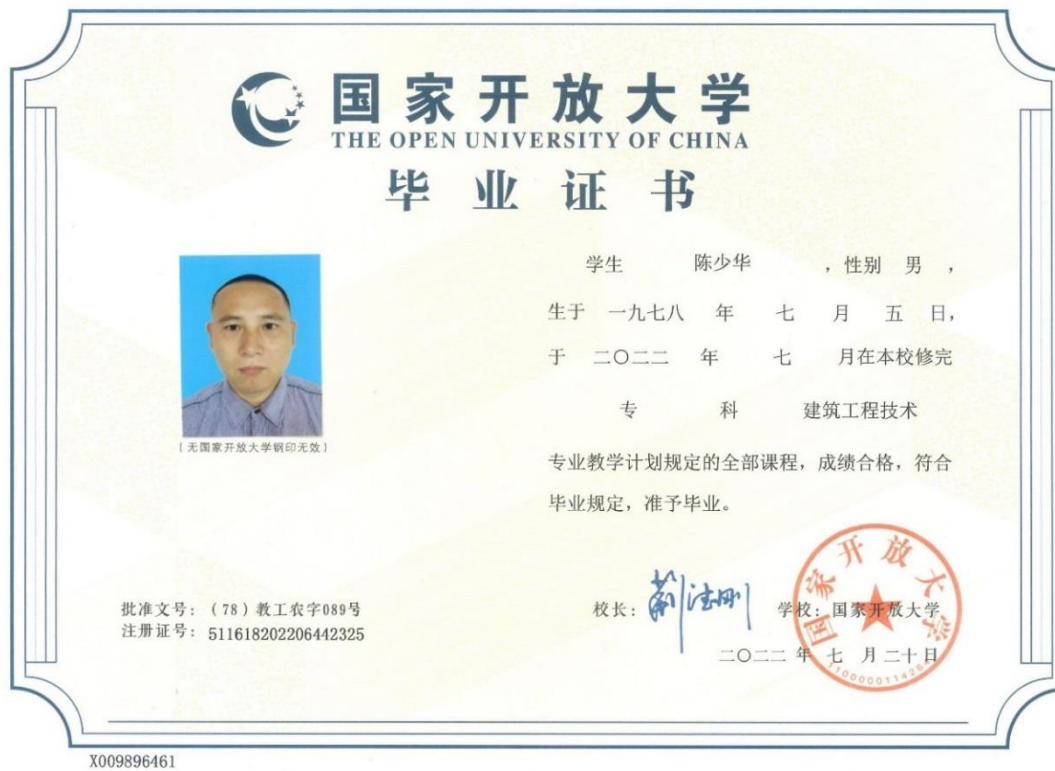 国家开放大学
THE OPEN UNIVERSITY OF CHINA
毕业证书
学生 陈少华 ，性别 男 ，
生于 一九七八 年 七 月 五 日，
于 二〇二二 年 七 月在本校修完
专 科 建筑工程技术
专业教学计划规定的全部课程，成绩合格，符合
毕业规定，准予毕业。
（无国家开放大学钢印无效）
批准文号：（78）教工农字089号
注册证号：511618202206442325
校长：荆德刚 学校：国家开放大学
二〇二二 年 七 月 二十 日
国家开放大学
X009896461